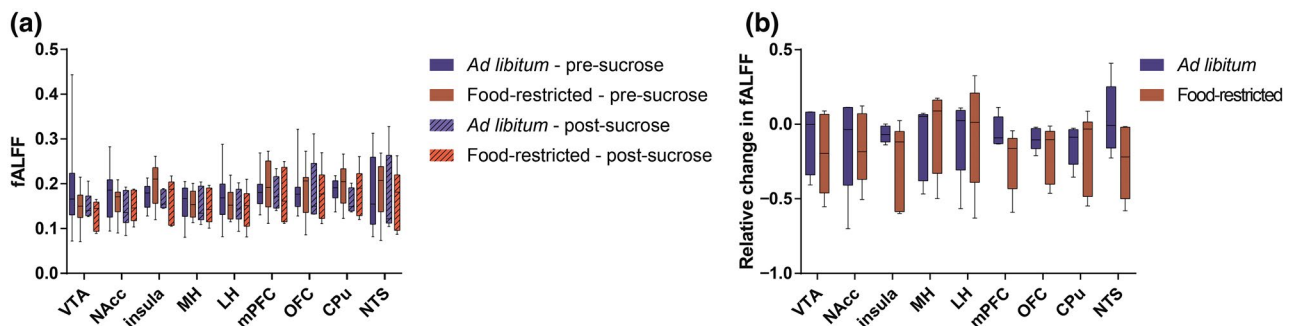 (a)
fALFF
0.5
0.4
0.3
0.2
0.1
0.0
VTA
NAcc
insula
MH
LH
mPFC
OFC
CPu
NTS
Ad libitum - pre-sucrose
Food-restricted - pre-sucrose
Ad libitum - post-sucrose
Food-restricted - post-sucrose
(b)
Relative change in fALFF
0.5
0.0
−0.5
−1.0
VTA
NAcc
insula
MH
LH
mPFC
OFC
CPu
NTS
Ad libitum
Food-restricted